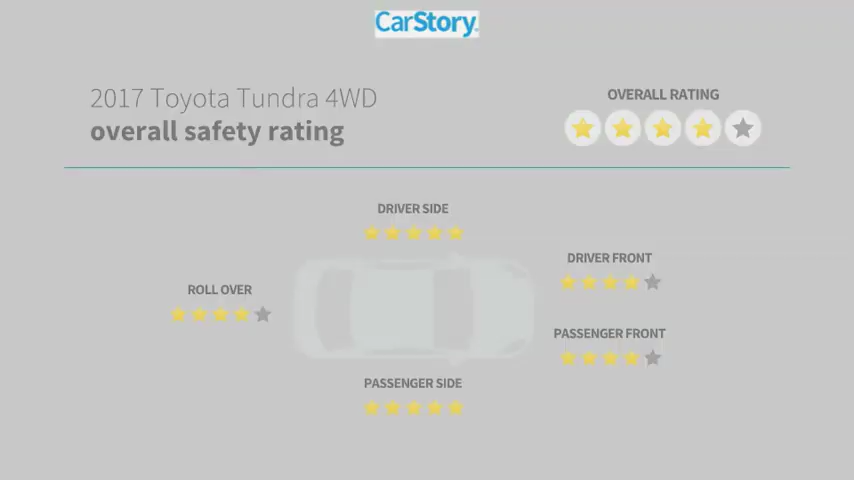 CarStory
2017 Toyota Tundra 4WD
overall safety rating
OVERALL RATING
DRIVER SIDE
DRIVER FRONT
ROLL OVER
PASSENGER FRONT
PASSENGER SIDE